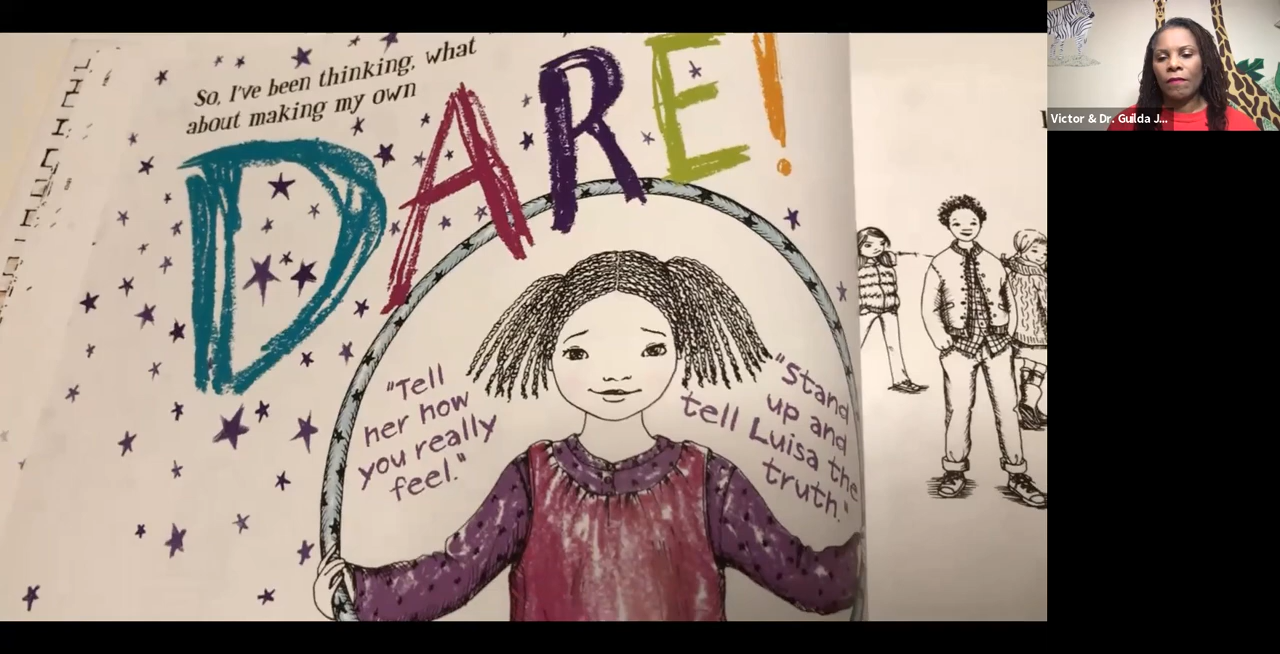 So, I've been thinking, what
about making my own
DARE!
"Tell
her how
you really
feel."
"Stand
up and
tell Luisa the
truth."
Victor & Dr. Guilda J...